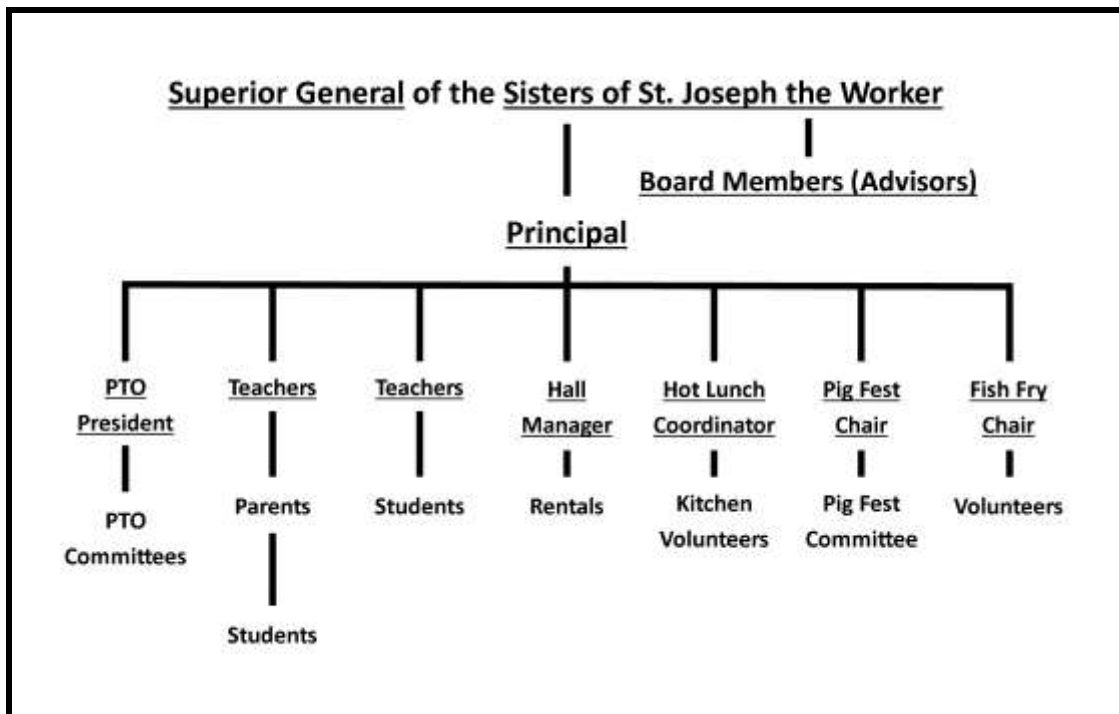 Superior General of the Sisters of St. Joseph the Worker
Board Members (Advisors)
Principal
PTO
President
Teachers
Teachers
Hall
Manager
Hot Lunch
Coordinator
Pig Fest
Chair
Fish Fry
Chair
PTO
Committees
Parents
Students
Rentals
Kitchen
Volunteers
Pig Fest
Committee
Volunteers
Students